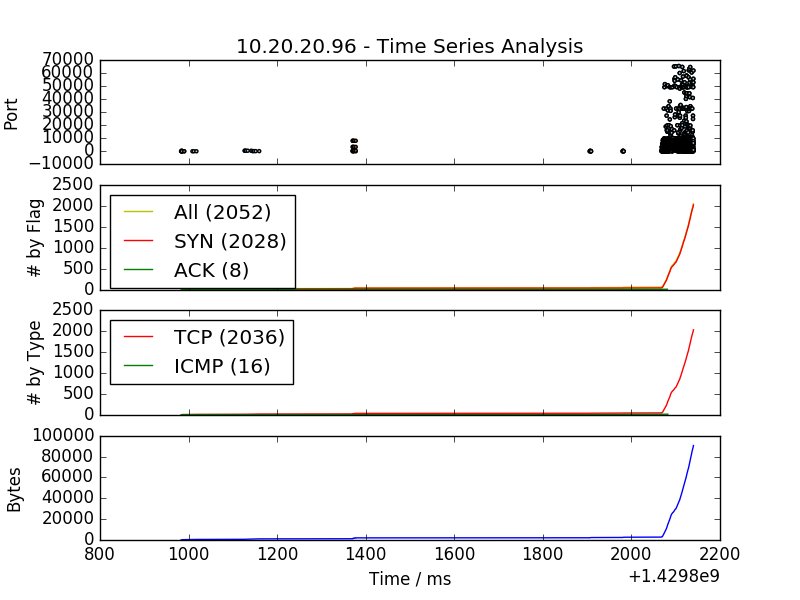 10.20.20.96 - Time Series Analysis
70000
60000
50000
40000
30000
20000
10000
0
−10000
Port
2500
2000
1500
1000
500
0
# by Flag
All (2052)
SYN (2028)
ACK (8)
2500
2000
1500
1000
500
0
# by Type
TCP (2036)
ICMP (16)
100000
80000
60000
40000
20000
0
Bytes
800 1000 1200 1400 1600 1800 2000 2200
Time / ms
+1.4298e9